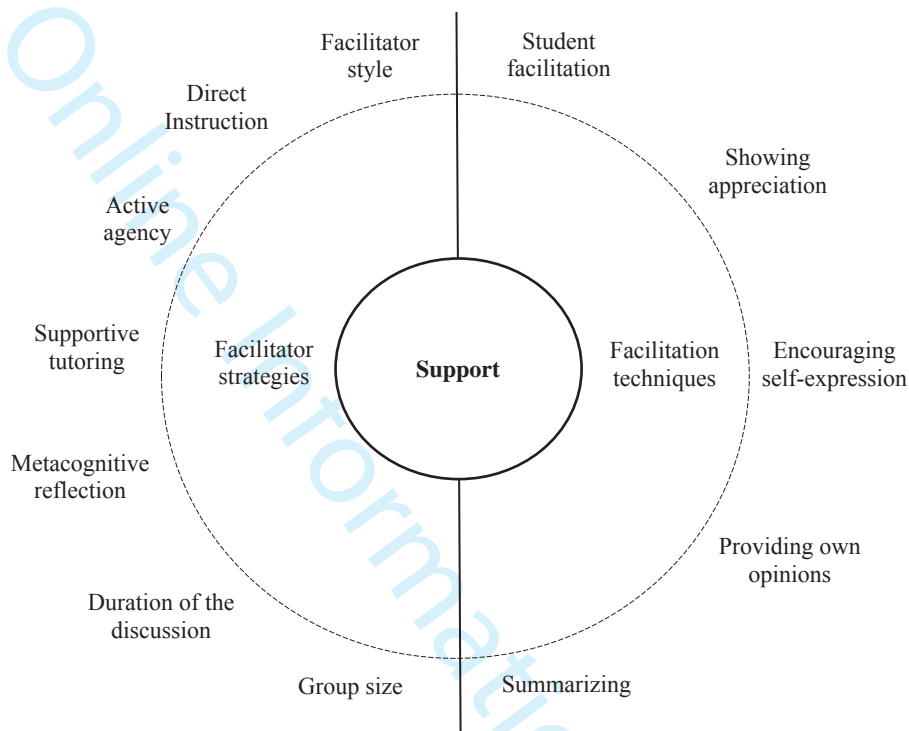 Facilitator
style
Student
facilitation
Direct
Instruction
Showing
appreciation
Active
agency
Supportive
tutoring
Facilitator
strategies
Support
Facilitation
techniques
Encouraging
self-expression
Metacognitive
reflection
Providing own
opinions
Duration of the
discussion
Group size
Summarizing
Online Informatio